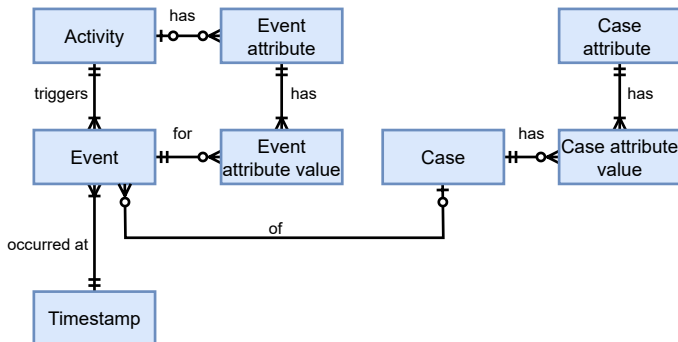 has
Activity
Event
attribute
Case
attribute
triggers
has
has
Event
for
Event
attribute value
Case
has
Case attribute
value
of
occurred at
Timestamp